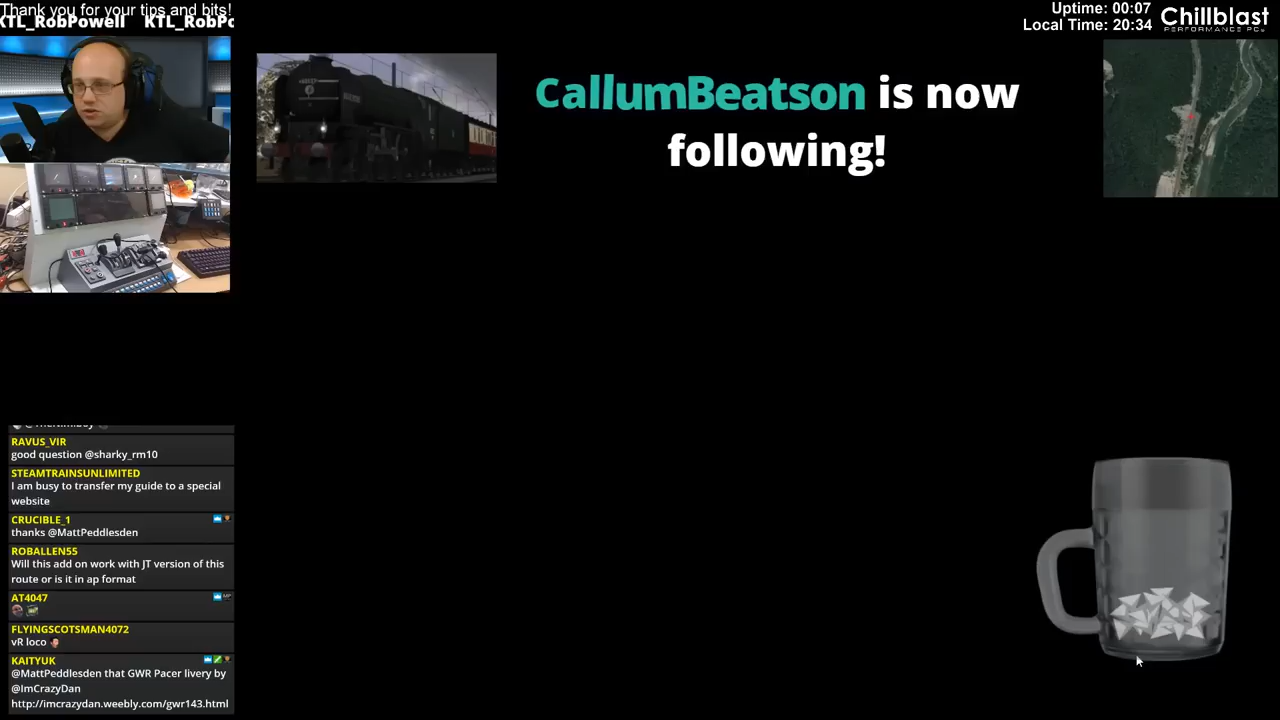 Thank you for your tips and bits!
KTL_RobPowell KTL_RobPo
Uptime: 00:07
Local Time: 20:34
Chillblast
PERFORMANCE PCs
CallumBeatson is now
following!
RAVUS_VIR
good question @sharky_rm10
STEAMTRAINSUNLIMITED
I am busy to transfer my guide to a special
website
CRUCIBLE_1
thanks @MattPeddlesden
ROBALLEN55
Will this add on work with JT version of this
route or is it in ap format
AT4047
FLYINGSCOTSMAN4072
vR loco
KAITYUK
@MattPeddlesden that GWR Pacer livery by
@ImCrazyDan
http://imcrazydan.weebly.com/gwr143.html